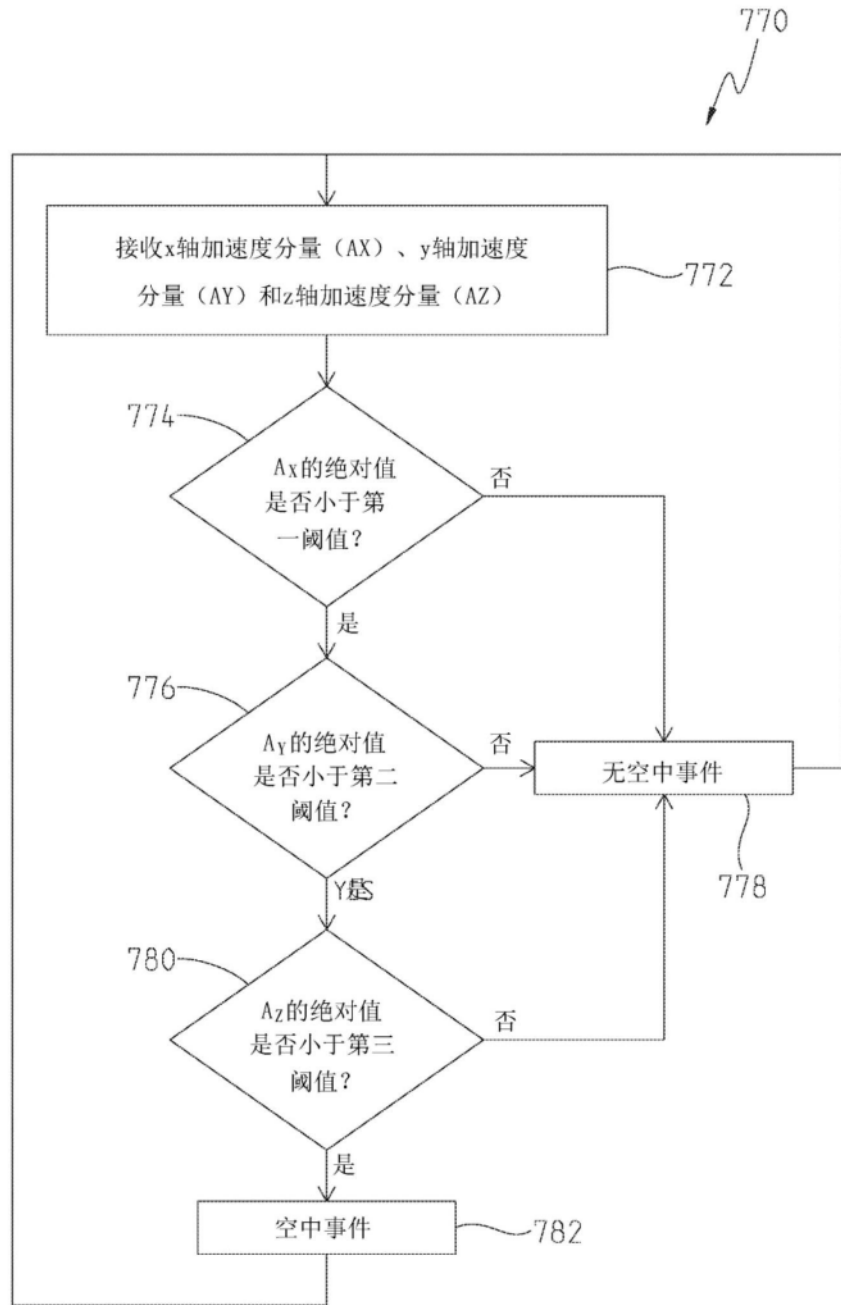 770
接收x轴加速度分量（AX）、y轴加速度
分量（AY）和z轴加速度分量（AZ）
772
774
AX的绝对值
是否小于第
一阈值？
否
是
776
AY的绝对值
是否小于第二
阈值？
否
无空中事件
778
YES
是
780
AZ的绝对值
是否小于第三
阈值？
否
是
空中事件
782